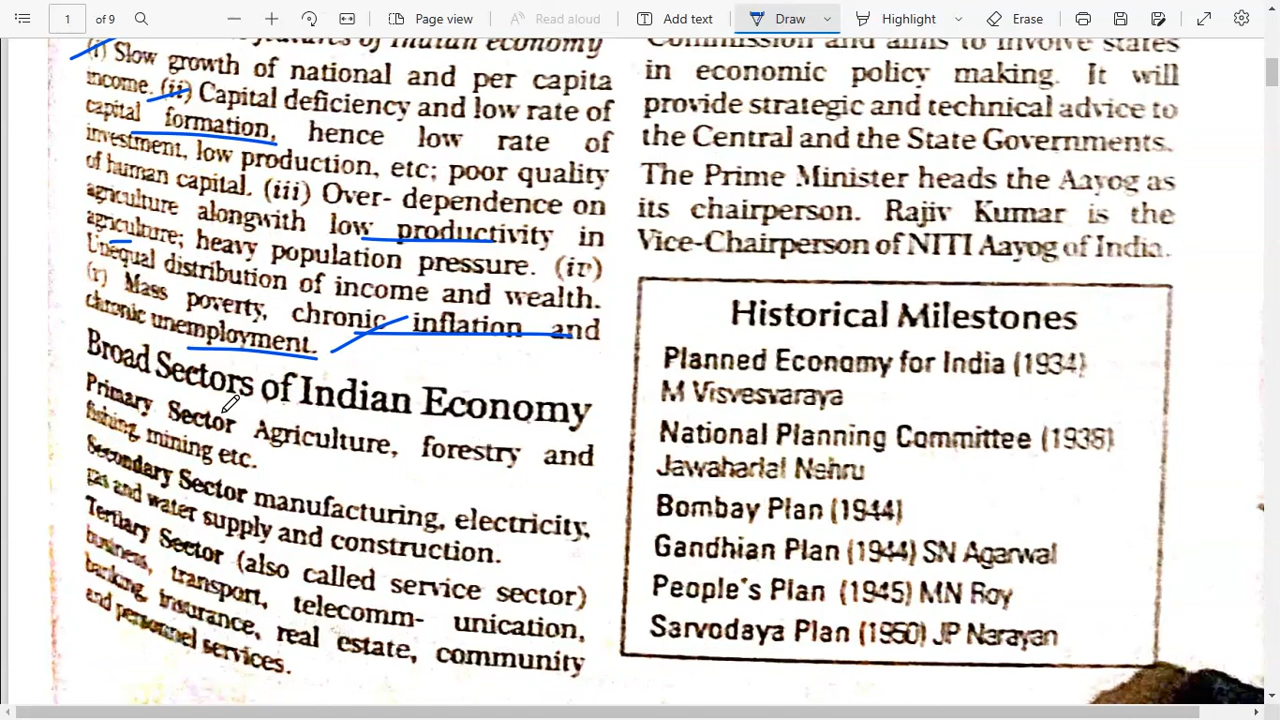 1
of 9
Page view
Read aloud
Add text
Draw
Highlight
Erase
of Indian economy
(i) Slow growth of national and per capita
income. (ii) Capital deficiency and low rate of
capital formation, hence low rate of
investment, low production, etc; poor quality
of human capital. (iii) Over- dependence on
agriculture alongwith low productivity in
agriculture; heavy population pressure. (iv)
Unequal distribution of income and wealth.
(v) Mass poverty, chronic inflation and
chronic unemployment.
Broad Sectors of Indian Economy
Primary Sector Agriculture, forestry and
fishing, mining etc.
Secondary Sector manufacturing, electricity,
gas and water supply and construction.
Tertiary Sector (also called service sector)
business, transport, telecomm- unication,
banking, insurance, real estate, community
and personnel services.
Commission and aims to involve states
in economic policy making. It will
provide strategic and technical advice to
the Central and the State Governments.
The Prime Minister heads the Aayog as
its chairperson. Rajiv Kumar is the
Vice-Chairperson of NITI Aayog of India.
Historical Milestones
Planned Economy for India (1934)
M Visvesvaraya
National Planning Committee (1938)
Jawaharlal Nehru
Bombay Plan (1944)
Gandhian Plan (1944) SN Agarwal
People's Plan (1945) MN Roy
Sarvodaya Plan (1950) JP Narayan